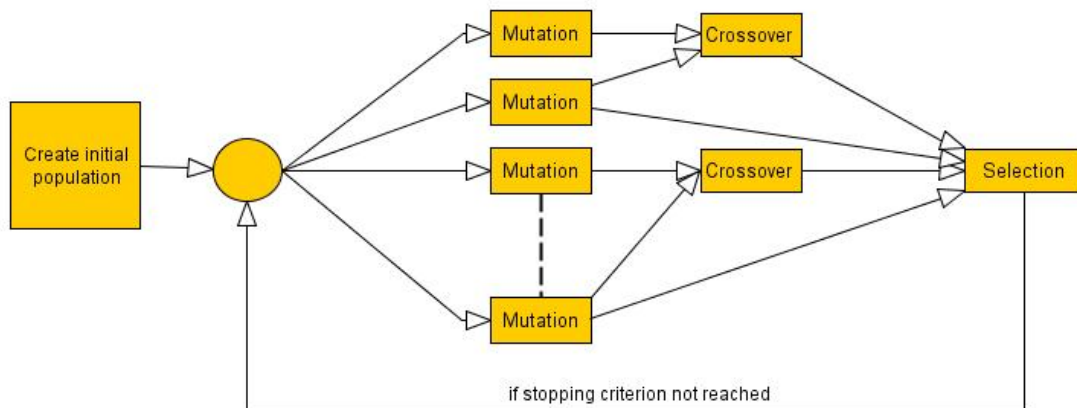 Mutation
Crossover
Mutation
Create initial
population
Mutation
Crossover
Selection
Mutation
if stopping criterion not reached